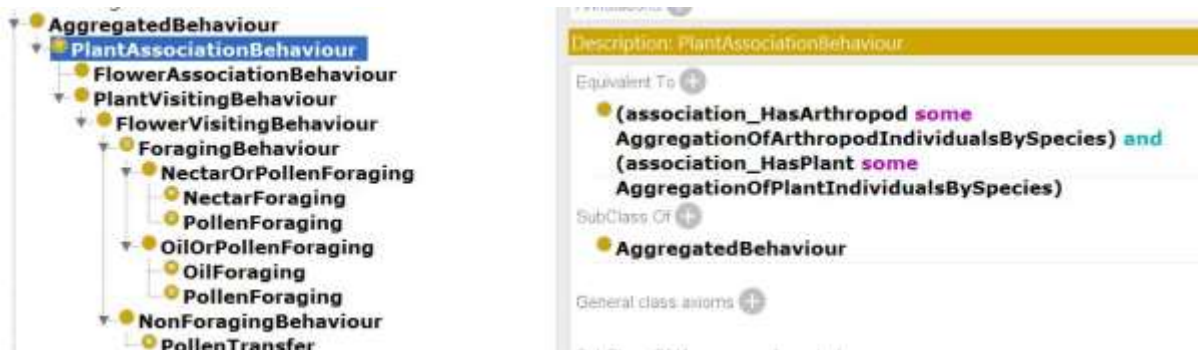 AggregatedBehaviour
PlantAssociationBehaviour
FlowerAssociationBehaviour
PlantVisitingBehaviour
FlowerVisitingBehaviour
ForagingBehaviour
NectarOrPollenForaging
NectarForaging
PollenForaging
OilOrPollenForaging
OilForaging
PollenForaging
NonForagingBehaviour
PollenTransfer
Description: PlantAssociationBehaviour
Equivalent To
(association_HasArthropod some
AggregationOfArthropodIndividualsBySpecies) and
(association_HasPlant some
AggregationOfPlantIndividualsBySpecies)
SubClass Of
AggregatedBehaviour
General class axioms